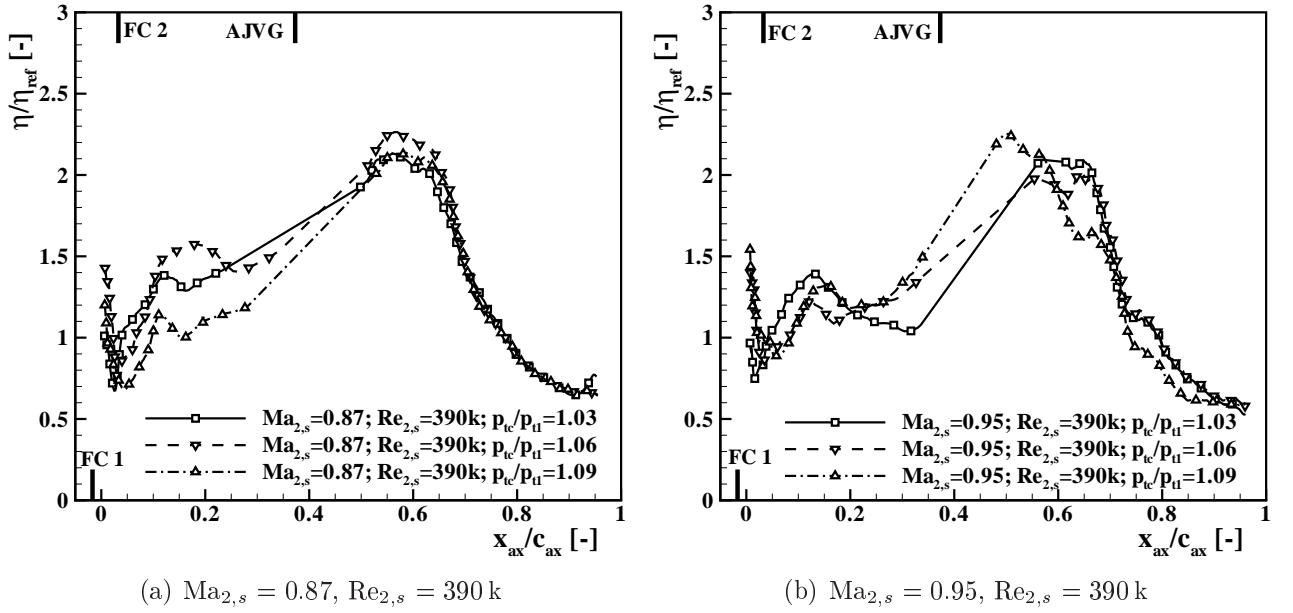 FC 2
AJVG
3
2.5
2
1.5
1
0.5
0
η/η_ref [-]
Ma_2,s=0.87; Re_2,s=390k; p_tc/p_t1=1.03
Ma_2,s=0.87; Re_2,s=390k; p_tc/p_t1=1.06
Ma_2,s=0.87; Re_2,s=390k; p_tc/p_t1=1.09
FC 1
0
0.2
0.4
0.6
0.8
1
x_ax/c_ax [-]
(a) Ma_2,s = 0.87, Re_2,s = 390 k
FC 2
AJVG
3
2.5
2
1.5
1
0.5
0
η/η_ref [-]
Ma_2,s=0.95; Re_2,s=390k; p_tc/p_t1=1.03
Ma_2,s=0.95; Re_2,s=390k; p_tc/p_t1=1.06
Ma_2,s=0.95; Re_2,s=390k; p_tc/p_t1=1.09
FC 1
0
0.2
0.4
0.6
0.8
1
x_ax/c_ax [-]
(b) Ma_2,s = 0.95, Re_2,s = 390 k